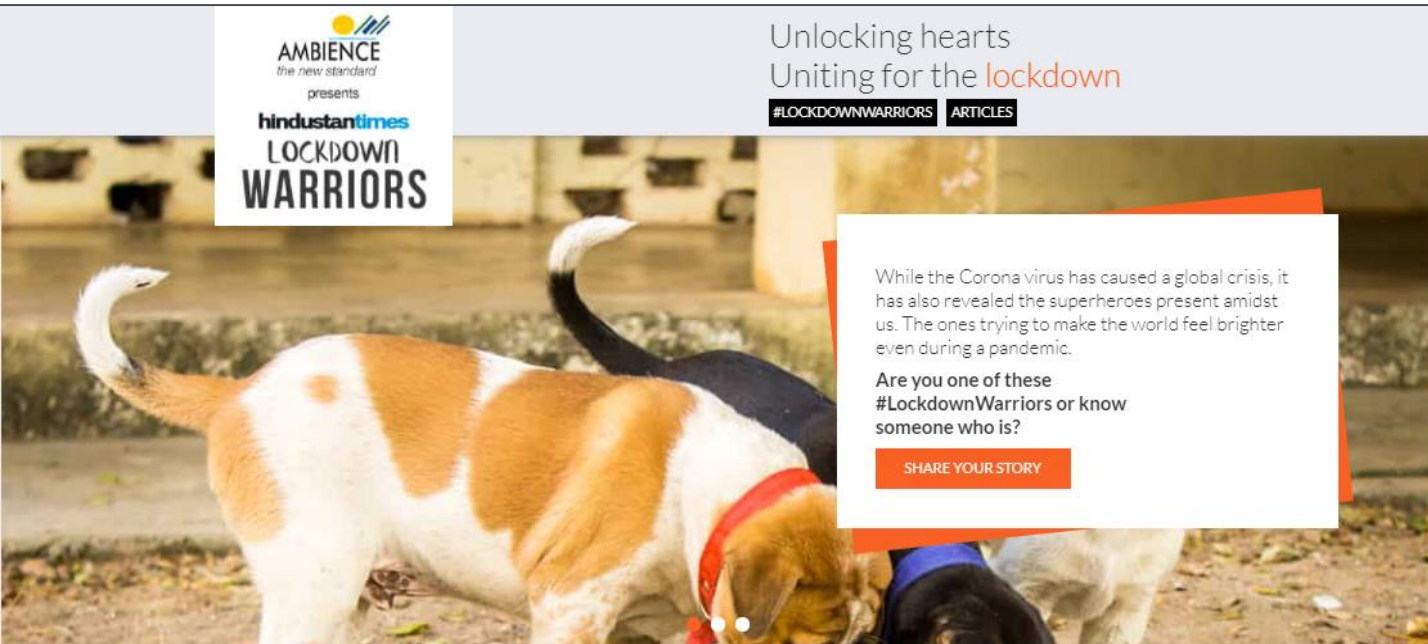 AMBIENCE
the new standard
presents
hindustantimes
LOCKDOWN
WARRIORS
Unlocking hearts
Uniting for the lockdown
#LOCKDOWNWARRIORS ARTICLES
While the Corona virus has caused a global crisis, it
has also revealed the superheroes present amidst
us. The ones trying to make the world feel brighter
even during a pandemic.
Are you one of these
#LockdownWarriors or know
someone who is?
SHARE YOUR STORY